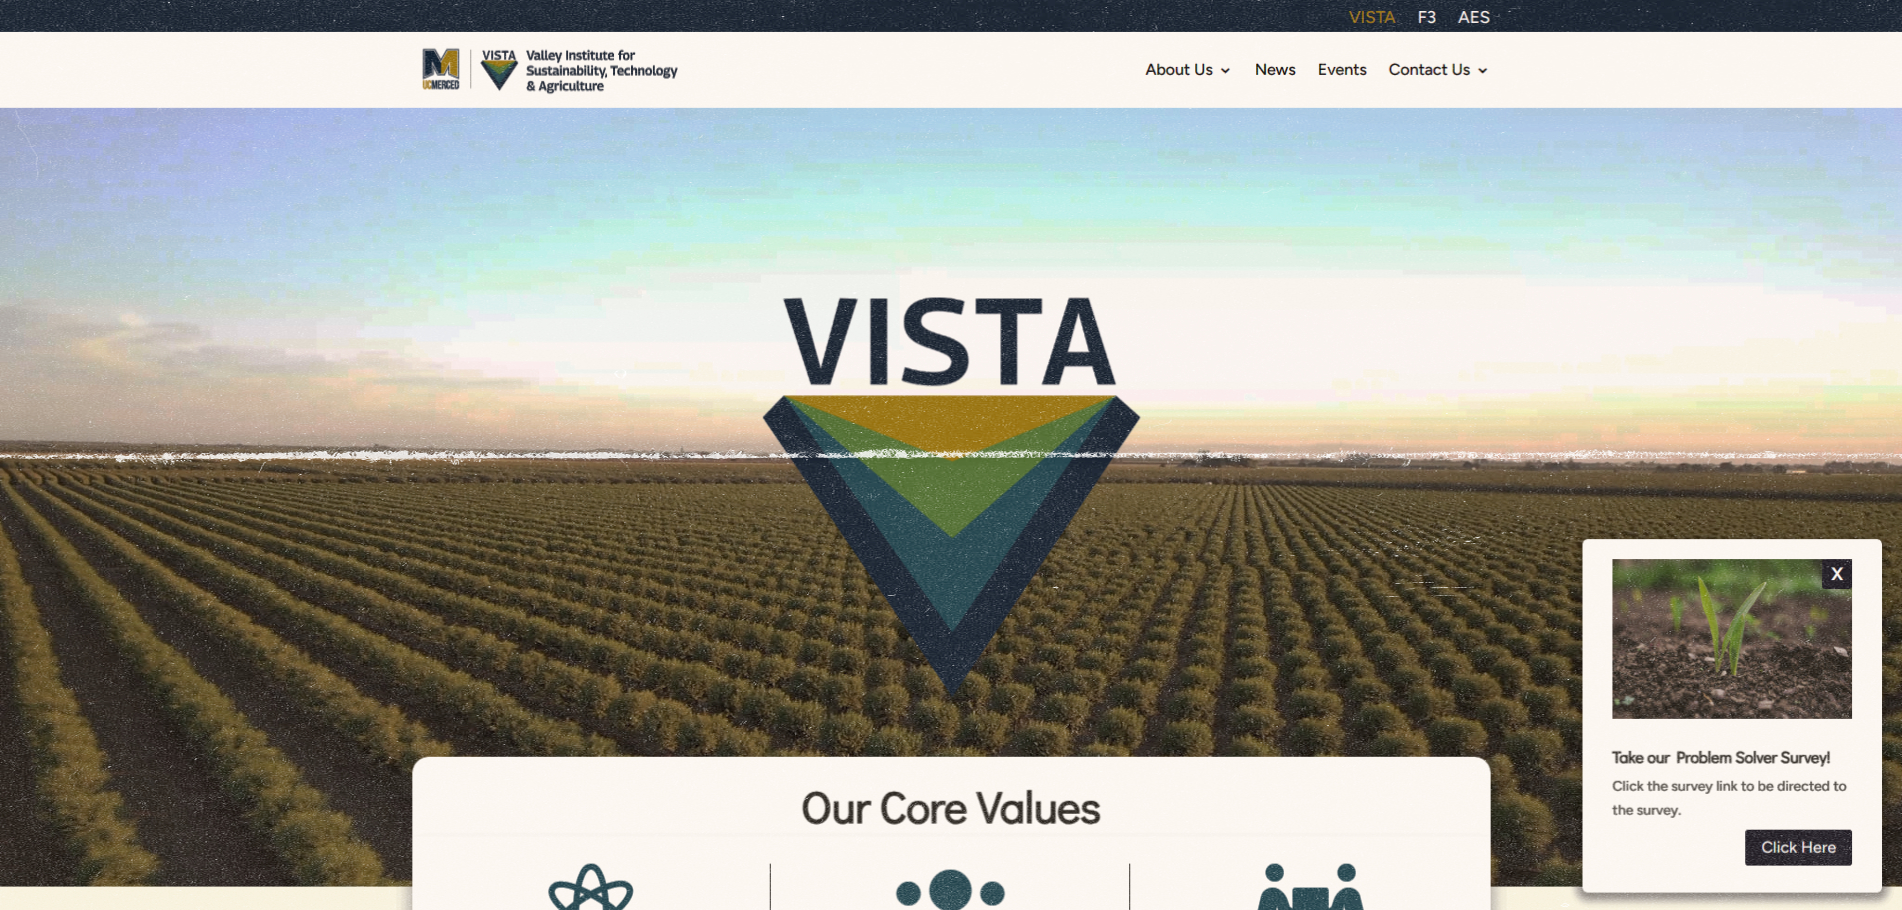 VISTA F3 AES
UC MERCED
VISTA
Valley Institute for
Sustainability, Technology
& Agriculture
About Us News Events Contact Us
VISTA
Our Core Values
X
Take our Problem Solver Survey!
Click the survey link to be directed to
the survey.
Click Here